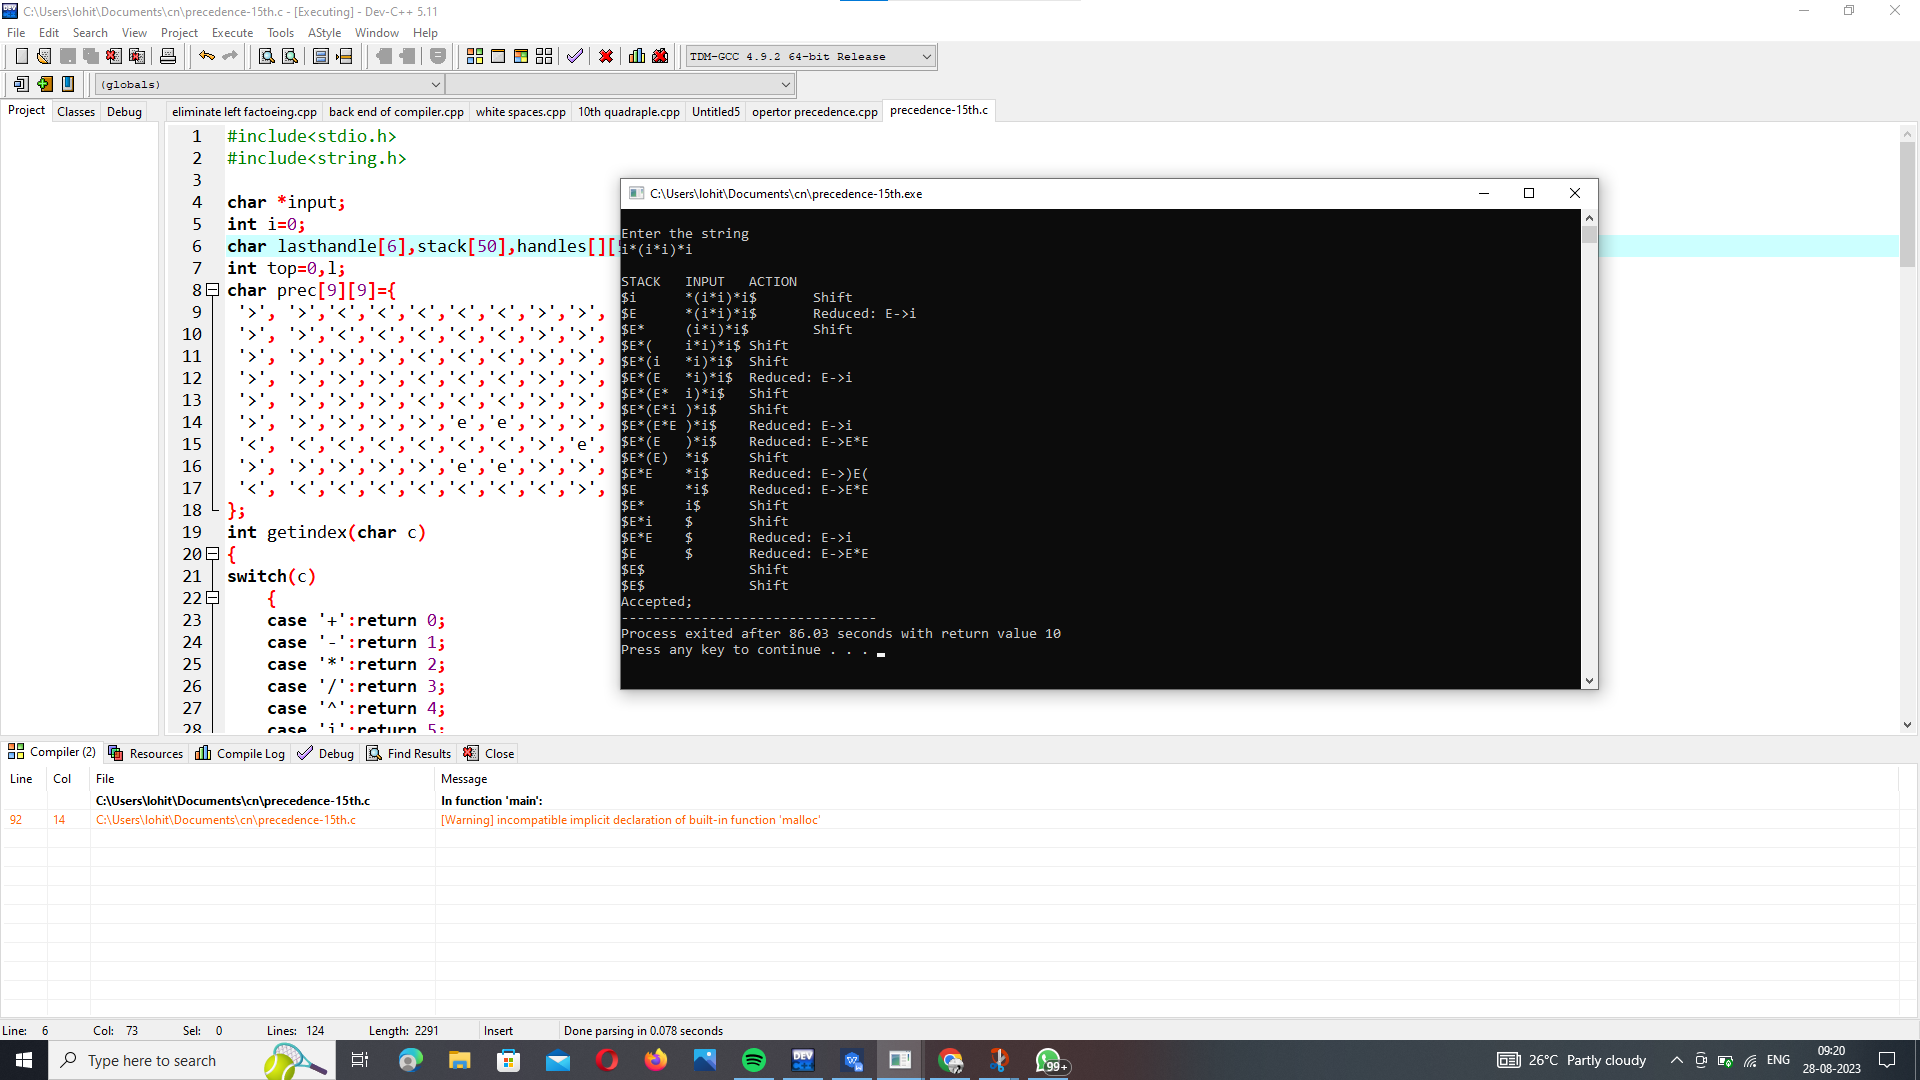 C:\Users\lohit\Documents\cn\precedence-15th.c - [Executing] - Dev-C++ 5.11
File Edit Search View Project Execute Tools AStyle Window Help
TDM-GCC 4.9.2 64-bit Release
(globals)
Project Classes Debug
eliminate left factoeing.cpp back end of compiler.cpp white spaces.cpp 10th quadraple.cpp Untitled5 opertor precedence.cpp precedence-15th.c
1 #include<stdio.h>
2 #include<string.h>
3
4 char *input;
5 int i=0;
6 char lasthandle[6],stack[50],handles[][
7 int top=0,l;
8 char prec[9][9]={
9 '>', '>','<','<','<','<','<','>','>',
10 '>', '>','<','<','<','<','<','>','>',
11 '>', '>','>','>','<','<','<','>','>',
12 '>', '>','>','>','<','<','<','>','>',
13 '>', '>','>','>','<','<','<','>','>',
14 '>', '>','>','>','>','e','e','>','>',
15 '<', '<','<','<','<','<','<','>','e',
16 '>', '>','>','>','>','e','e','>','>',
17 '<', '<','<','<','<','<','<','<','>',
18 };
19 int getindex(char c)
20 {
21 switch(c)
22 {
23 case '+':return 0;
24 case '-':return 1;
25 case '*':return 2;
26 case '/':return 3;
27 case '^':return 4;
28 case 'i':return 5;
C:\Users\lohit\Documents\cn\precedence-15th.exe
Enter the string
i*(i*i)*i
STACK INPUT ACTION
$i *(i*i)*i$ Shift
$E *(i*i)*i$ Reduced: E->i
$E* (i*i)*i$ Shift
$E*( i*i)*i$ Shift
$E*(i *i)*i$ Shift
$E*(E *i)*i$ Reduced: E->i
$E*(E* i)*i$ Shift
$E*(E*i )*i$ Shift
$E*(E*E )*i$ Reduced: E->i
$E*(E )*i$ Reduced: E->E*E
$E*(E) *i$ Shift
$E*E *i$ Reduced: E->)E(
$E *i$ Reduced: E->E*E
$E* i$ Shift
$E*i $ Shift
$E*E $ Reduced: E->i
$E $ Reduced: E->E*E
$E$ Shift
$E$ Shift
Accepted;
--------------------------------
Process exited after 86.03 seconds with return value 10
Press any key to continue . . .
Compiler (2) Resources Compile Log Debug Find Results Close
Line Col File Message
C:\Users\lohit\Documents\cn\precedence-15th.c In function 'main':
92 14 C:\Users\lohit\Documents\cn\precedence-15th.c [Warning] incompatible implicit declaration of built-in function 'malloc'
Line: 6 Col: 73 Sel: 0 Lines: 124 Length: 2291 Insert Done parsing in 0.078 seconds
Type here to search
DEV
99+
26°C Partly cloudy
ENG
09:20
28-08-2023